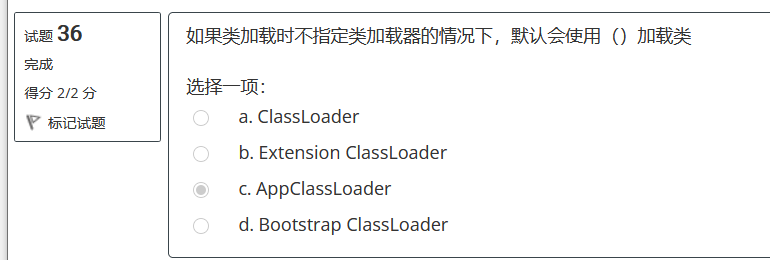 试题 36
完成
得分 2/2 分
标记试题
如果类加载时不指定类加载器的情况下，默认会使用（）加载类
选择一项：
a. ClassLoader
b. Extension ClassLoader
c. AppClassLoader
d. Bootstrap ClassLoader